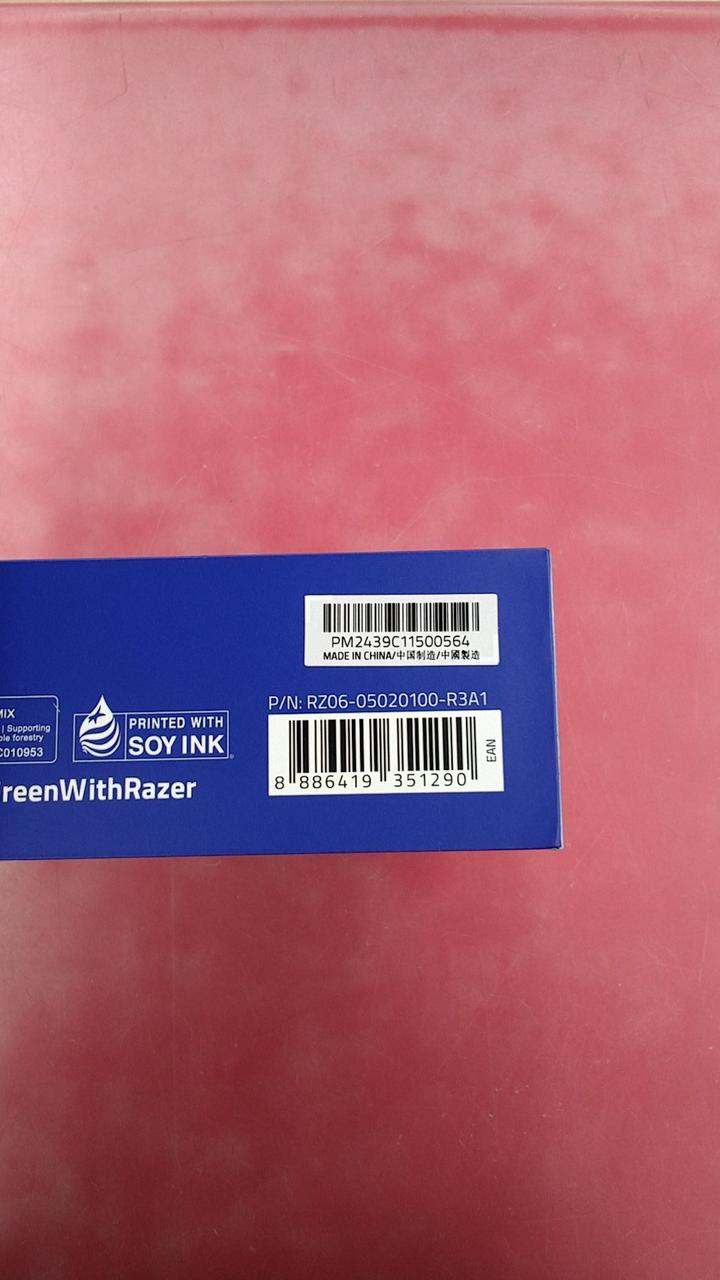 PM2439C11500564
MADE IN CHINA/中国制造/中國製造
P/N: RZ06-05020100-R3A1
8 886419 351290
EAN
MIX
| Supporting
forestry
C010953
PRINTED WITH
SOY INK
reenWithRazer